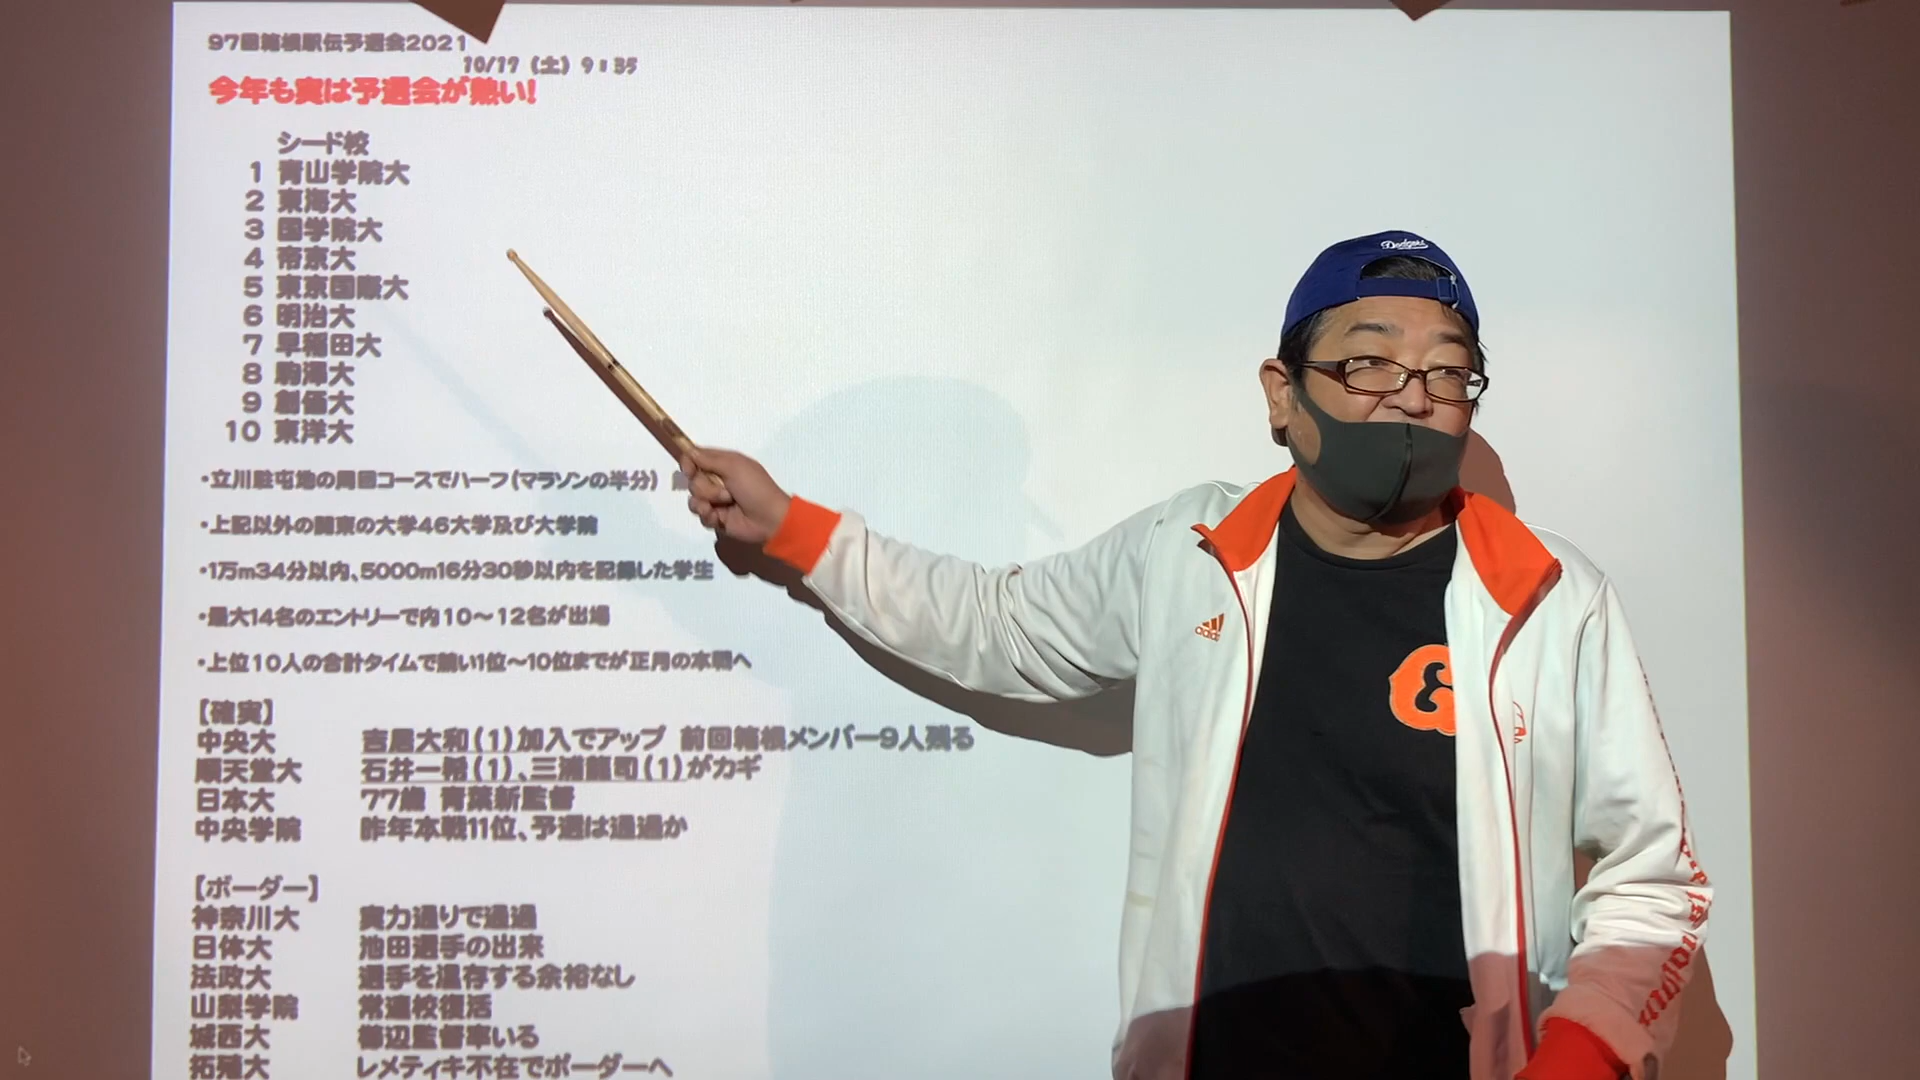 97回箱根駅伝予選会2021
10/17（土）9：35
今年も実は予選会が熱い！
シード校
1 青山学院大
2 東海大
3 国学院大
4 帝京大
5 東京国際大
6 明治大
7 早稲田大
8 駒澤大
9 創価大
10 東洋大
・立川駐屯地の周回コースでハーフ（マラソンの半分）
・上記以外の関東の大学46大学及び大学院
・1万m34分以内、5000m16分30秒以内を記録した学生
・最大14名のエントリーで内10～12名が出場
・上位10人の合計タイムで競い1位～10位までが正月の本戦へ
【確実】
中央大 吉居大和（1）加入でアップ 前回箱根メンバー9人残る
順天堂大 石井一希（1）、三浦龍司（1）がカギ
日本大 77歳 青葉新監督
中央学院 昨年本戦11位、予選は通過か
【ボーダー】
神奈川大 実力通りで通過
日体大 池田選手の出来
法政大 選手を温存する余裕なし
山梨学院 常連校復活
城西大 櫛部監督率いる
拓殖大 レメティキ不在でボーダーへ
Dodgers
adidas
G